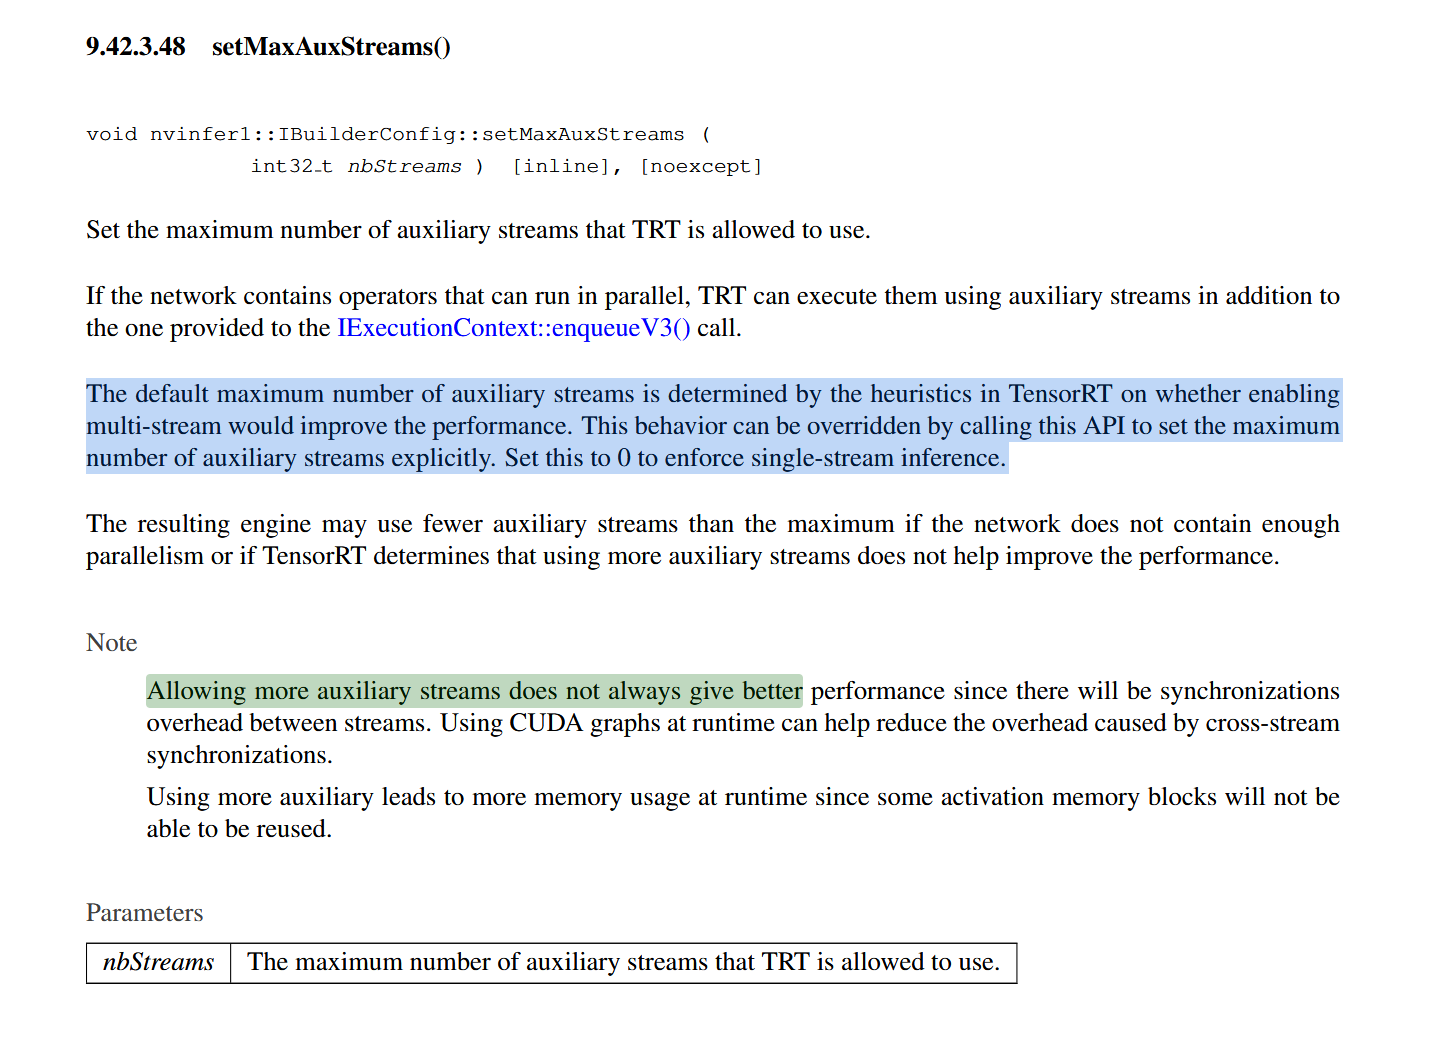 9.42.3.48 setMaxAuxStreams()
void nvinfer1::IBuilderConfig::setMaxAuxStreams (
int32_t nbStreams ) [inline], [noexcept]
Set the maximum number of auxiliary streams that TRT is allowed to use.
If the network contains operators that can run in parallel, TRT can execute them using auxiliary streams in addition to
the one provided to the IExecutionContext::enqueueV3() call.
The default maximum number of auxiliary streams is determined by the heuristics in TensorRT on whether enabling
multi-stream would improve the performance. This behavior can be overridden by calling this API to set the maximum
number of auxiliary streams explicitly. Set this to 0 to enforce single-stream inference.
The resulting engine may use fewer auxiliary streams than the maximum if the network does not contain enough
parallelism or if TensorRT determines that using more auxiliary streams does not help improve the performance.
Note
Allowing more auxiliary streams does not always give better performance since there will be synchronizations
overhead between streams. Using CUDA graphs at runtime can help reduce the overhead caused by cross-stream
synchronizations.
Using more auxiliary leads to more memory usage at runtime since some activation memory blocks will not be
able to be reused.
Parameters
nbStreams The maximum number of auxiliary streams that TRT is allowed to use.